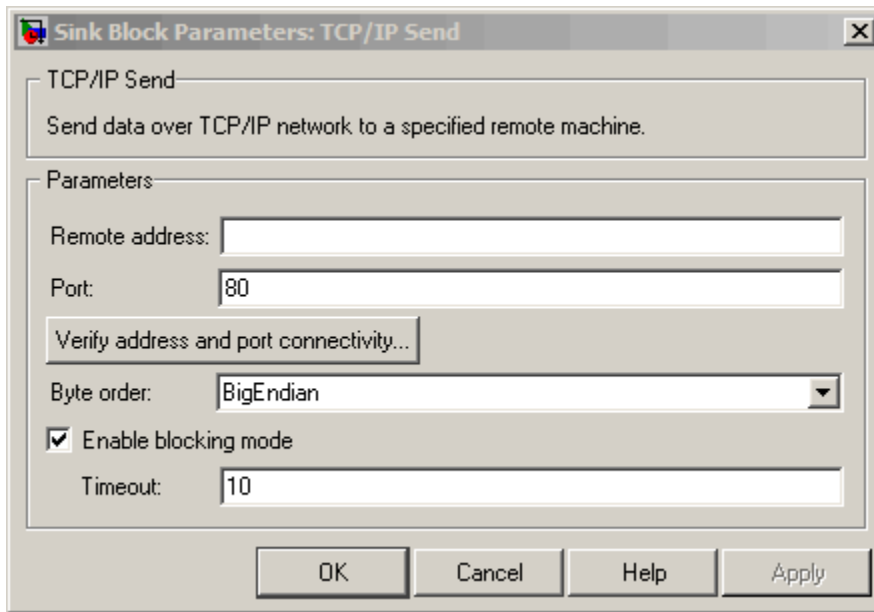 Sink Block Parameters: TCP/IP Send
TCP/IP Send
Send data over TCP/IP network to a specified remote machine.
Parameters
Remote address:
Port: 80
Verify address and port connectivity...
Byte order: BigEndian
Enable blocking mode
Timeout: 10
OK Cancel Help Apply